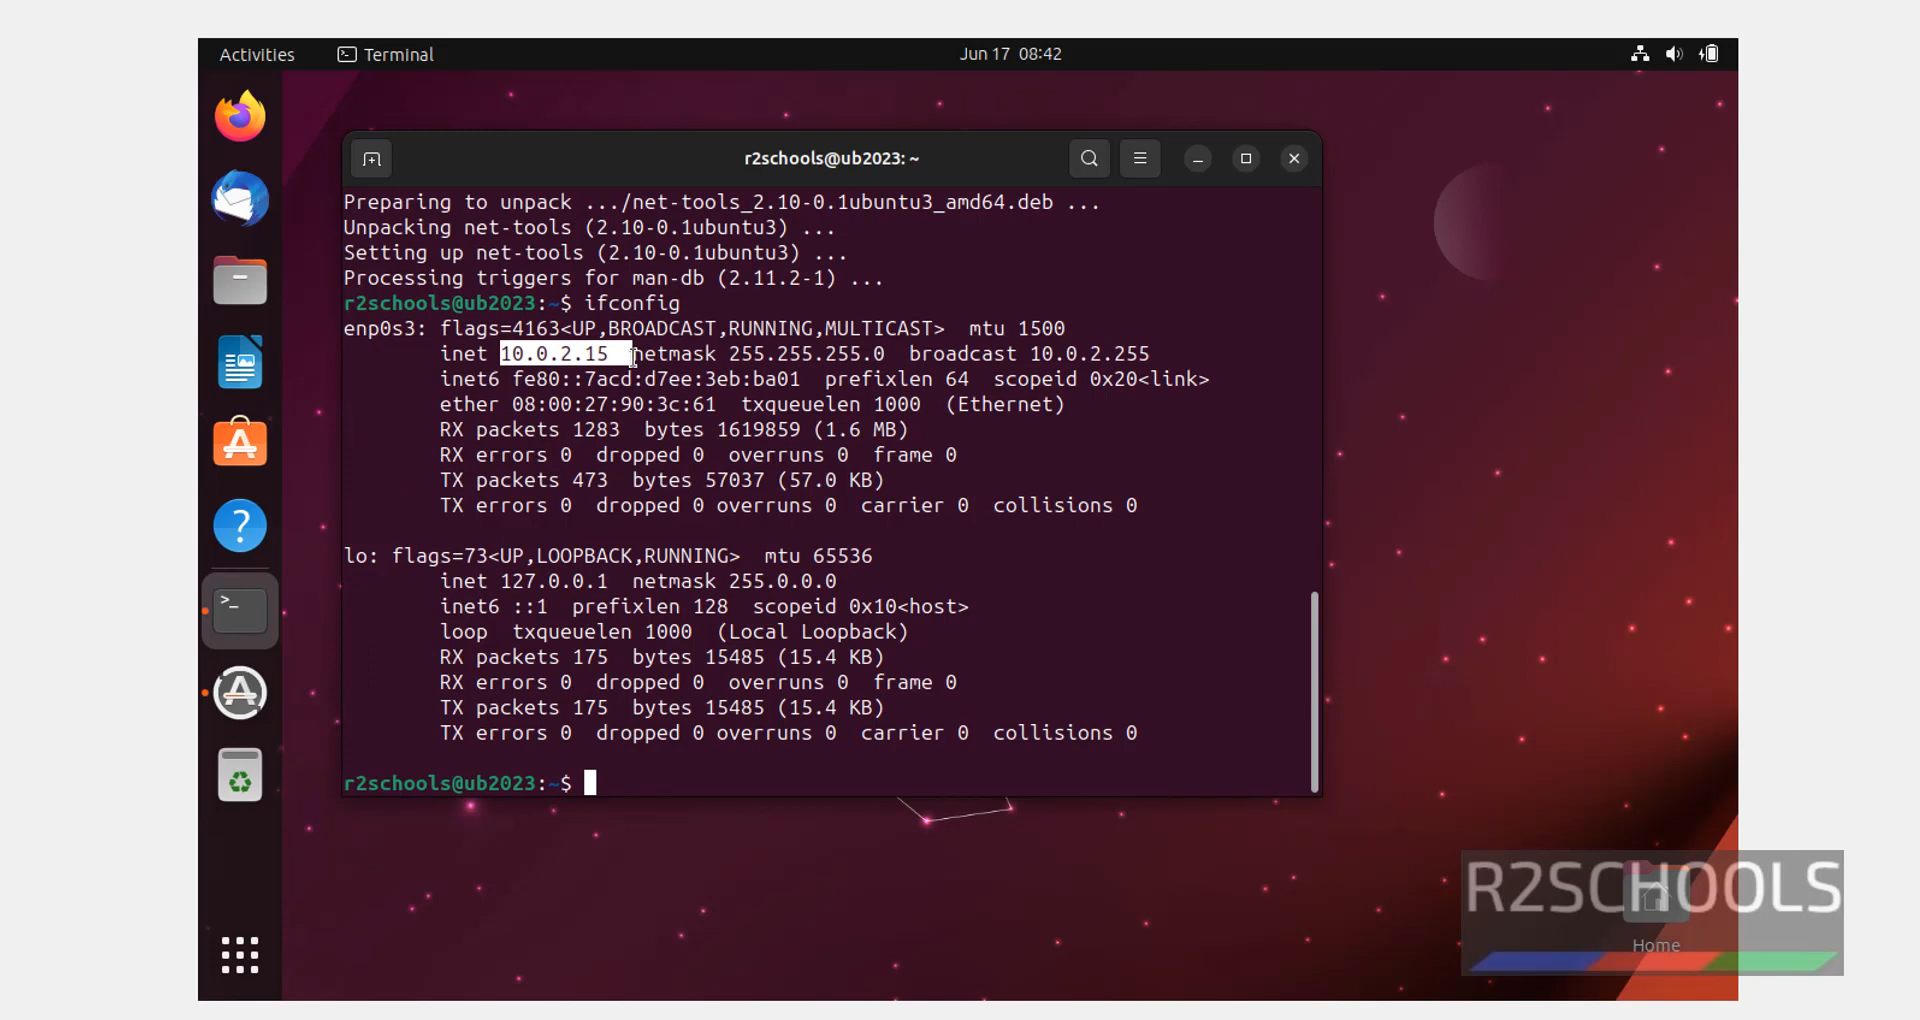 Activities Terminal Jun 17 08:42
r2schools@ub2023: ~
Preparing to unpack .../net-tools_2.10-0.1ubuntu3_amd64.deb ...
Unpacking net-tools (2.10-0.1ubuntu3) ...
Setting up net-tools (2.10-0.1ubuntu3) ...
Processing triggers for man-db (2.11.2-1) ...
r2schools@ub2023:~$ ifconfig
enp0s3: flags=4163<UP,BROADCAST,RUNNING,MULTICAST>  mtu 1500
        inet 10.0.2.15  netmask 255.255.255.0  broadcast 10.0.2.255
        inet6 fe80::7acd:d7ee:3eb:ba01  prefixlen 64  scopeid 0x20<link>
        ether 08:00:27:90:3c:61  txqueuelen 1000  (Ethernet)
        RX packets 1283  bytes 1619859 (1.6 MB)
        RX errors 0  dropped 0  overruns 0  frame 0
        TX packets 473  bytes 57037 (57.0 KB)
        TX errors 0  dropped 0 overruns 0  carrier 0  collisions 0

lo: flags=73<UP,LOOPBACK,RUNNING>  mtu 65536
        inet 127.0.0.1  netmask 255.0.0.0
        inet6 ::1  prefixlen 128  scopeid 0x10<host>
        loop  txqueuelen 1000  (Local Loopback)
        RX packets 175  bytes 15485 (15.4 KB)
        RX errors 0  dropped 0  overruns 0  frame 0
        TX packets 175  bytes 15485 (15.4 KB)
        TX errors 0  dropped 0 overruns 0  carrier 0  collisions 0

r2schools@ub2023:~$
R2SCHOOLS
Home